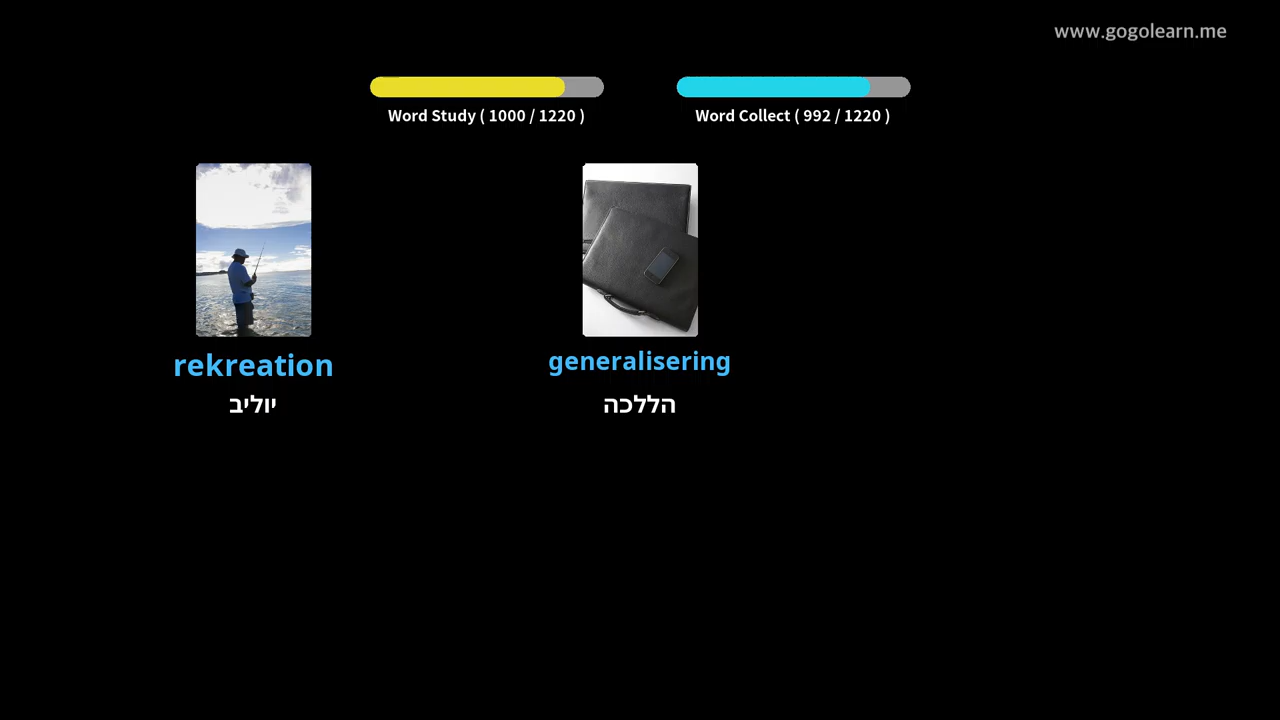 www.gogolearn.me
Word Study ( 1000 / 1220 )
Word Collect ( 992 / 1220 )
rekreation
יוליב
generalisering
הללכה